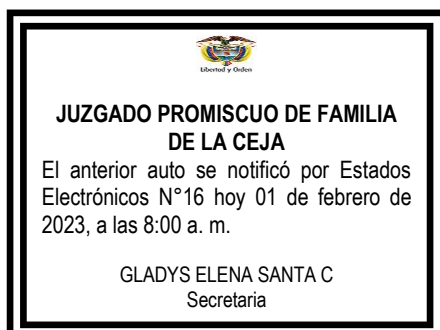 Libertad y Orden
JUZGADO PROMISCUO DE FAMILIA
DE LA CEJA
El anterior auto se notificó por Estados
Electrónicos N°16 hoy 01 de febrero de
2023, a las 8:00 a. m.
GLADYS ELENA SANTA C
Secretaria